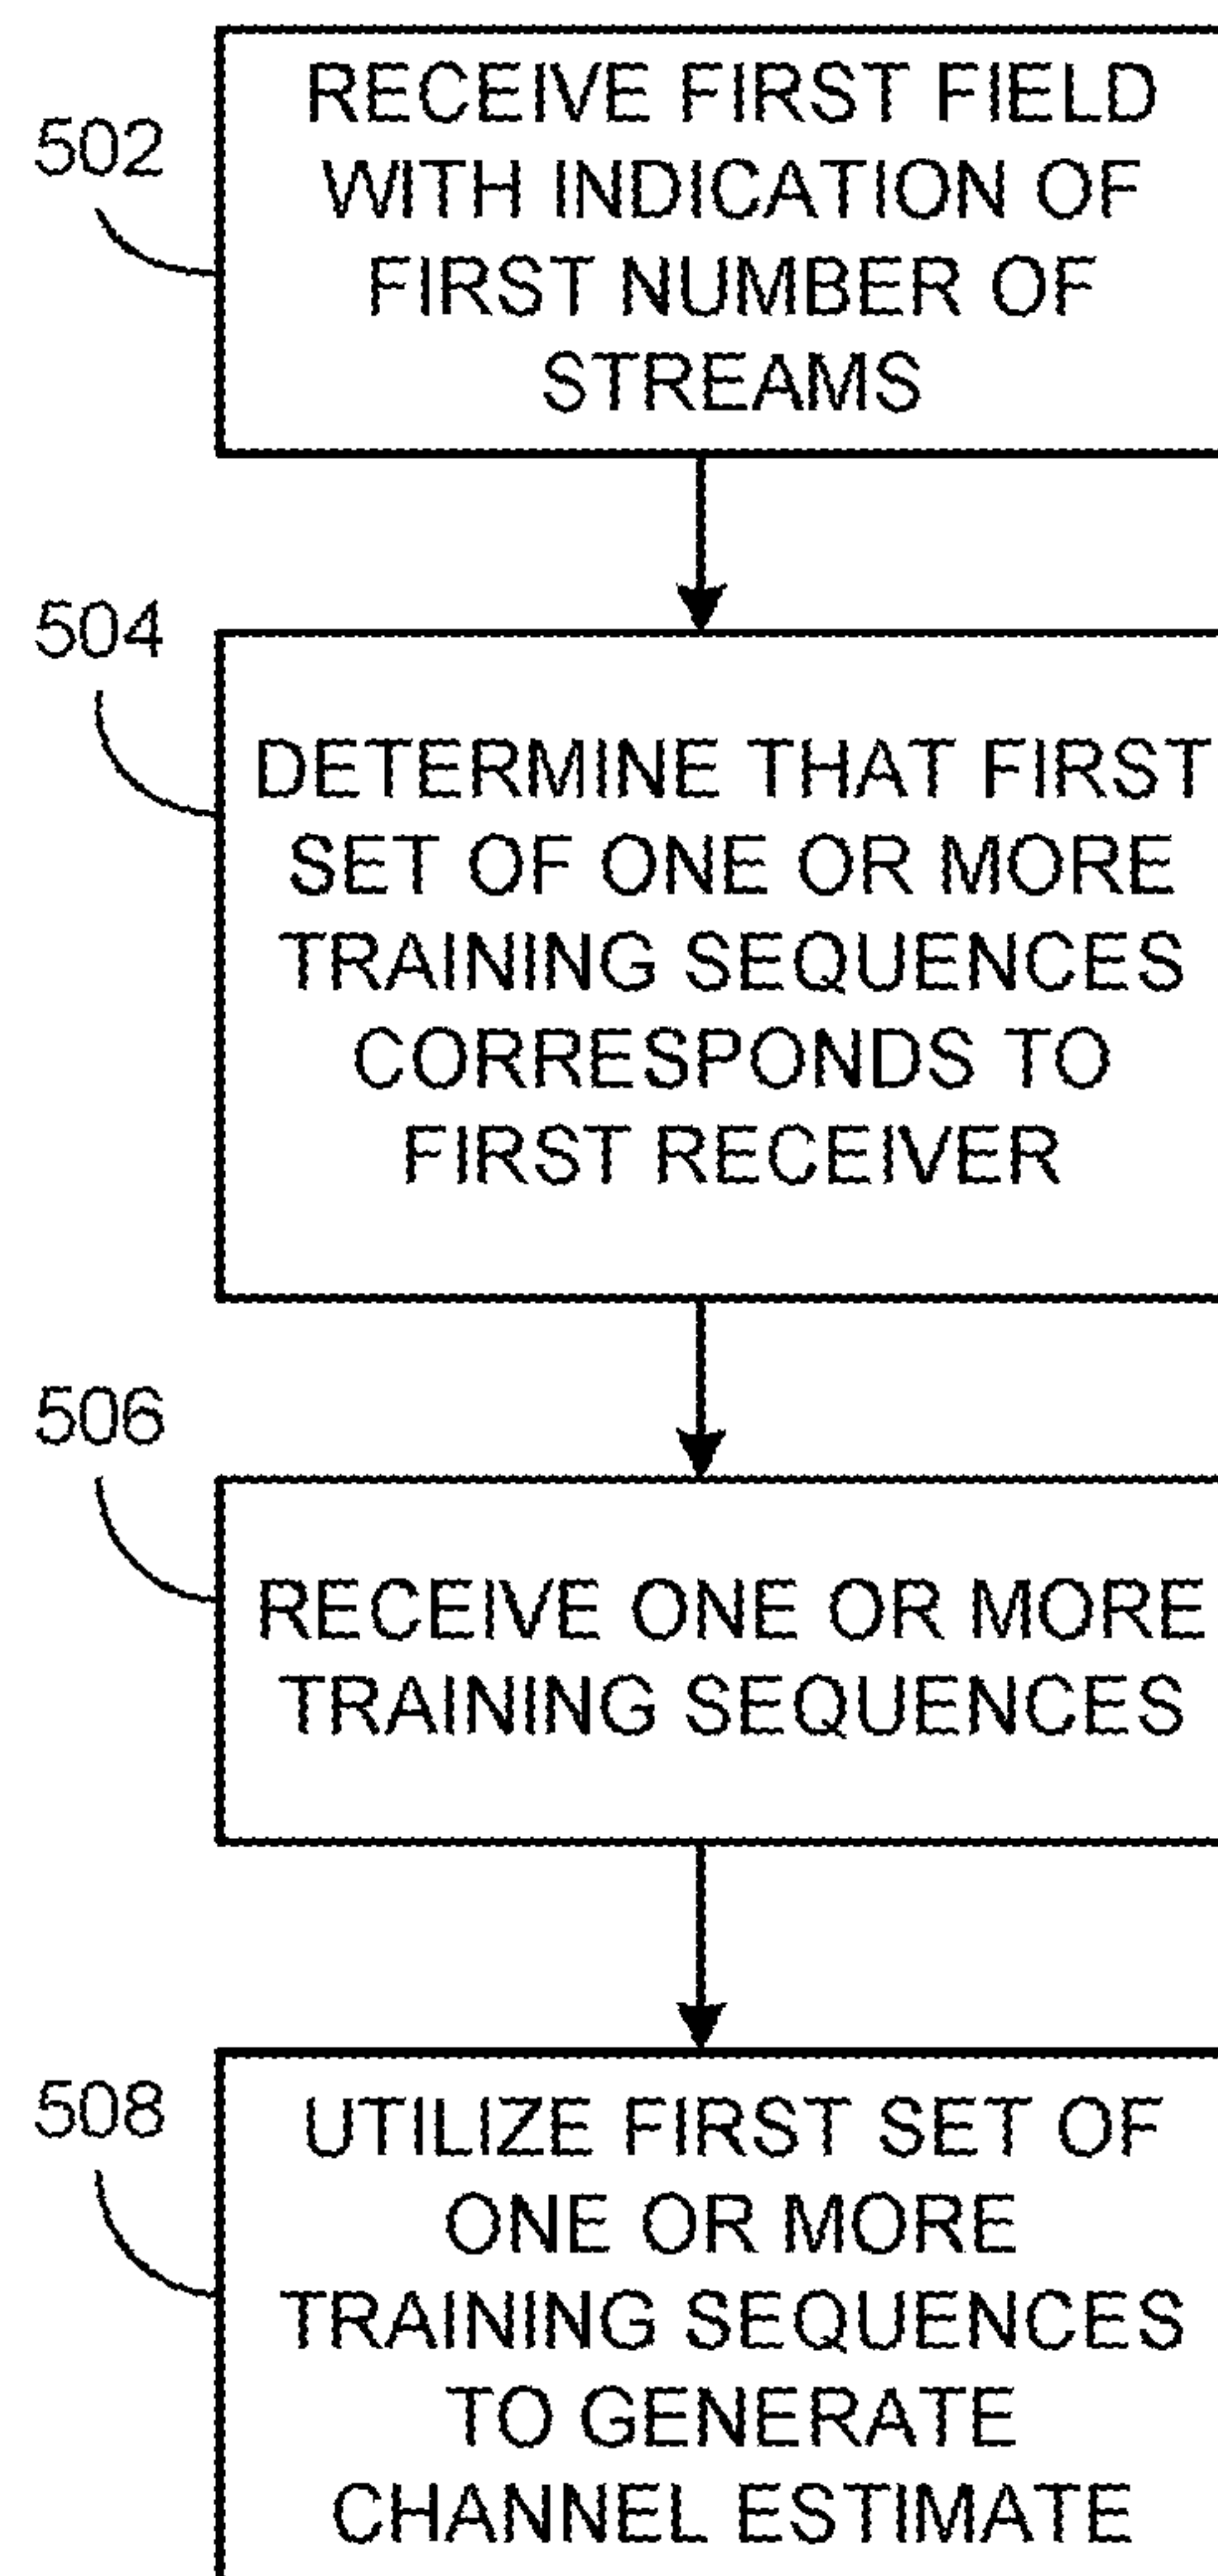 502
RECEIVE FIRST FIELD
WITH INDICATION OF
FIRST NUMBER OF
STREAMS
504
DETERMINE THAT FIRST
SET OF ONE OR MORE
TRAINING SEQUENCES
CORRESPONDS TO
FIRST RECEIVER
506
RECEIVE ONE OR MORE
TRAINING SEQUENCES
508
UTILIZE FIRST SET OF
ONE OR MORE
TRAINING SEQUENCES
TO GENERATE
CHANNEL ESTIMATE